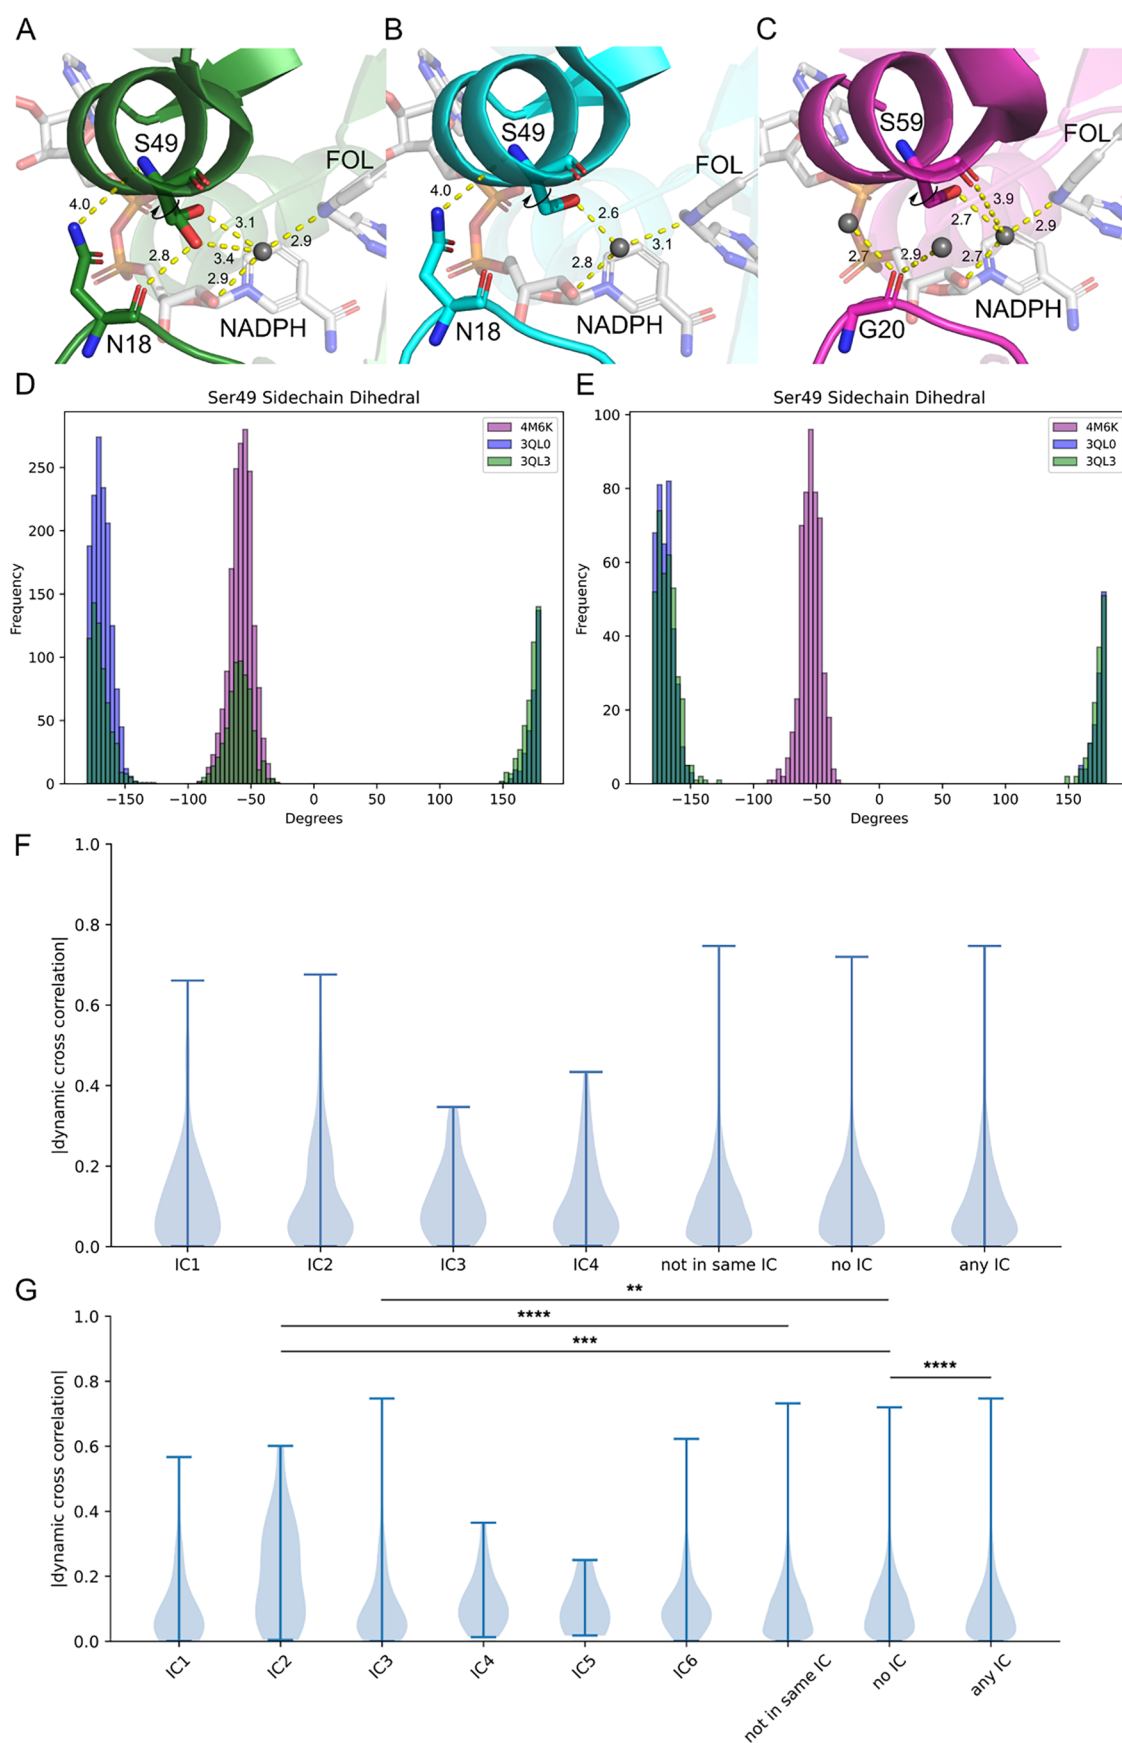 A
B
C
S49
FOL
4.0
3.1
2.9
2.8
3.4
2.9
N18
NADPH
S49
FOL
4.0
2.6
3.1
2.8
N18
NADPH
S59
FOL
3.9
2.7
2.9
2.7
2.9
2.7
G20
NADPH
D
Ser49 Sidechain Dihedral
4M6K
3QL0
3QL3
250
200
150
100
50
0
Frequency
−150
−100
−50
0
50
100
150
Degrees
E
Ser49 Sidechain Dihedral
4M6K
3QL0
3QL3
100
80
60
40
20
0
Frequency
−150
−100
−50
0
50
100
150
Degrees
F
1.0
0.8
0.6
0.4
0.2
0.0
|dynamic cross correlation|
IC1
IC2
IC3
IC4
not in same IC
no IC
any IC
G
**
****
***
****
1.0
0.8
0.6
0.4
0.2
0.0
|dynamic cross correlation|
IC1
IC2
IC3
IC4
IC5
IC6
not in same IC
no IC
any IC